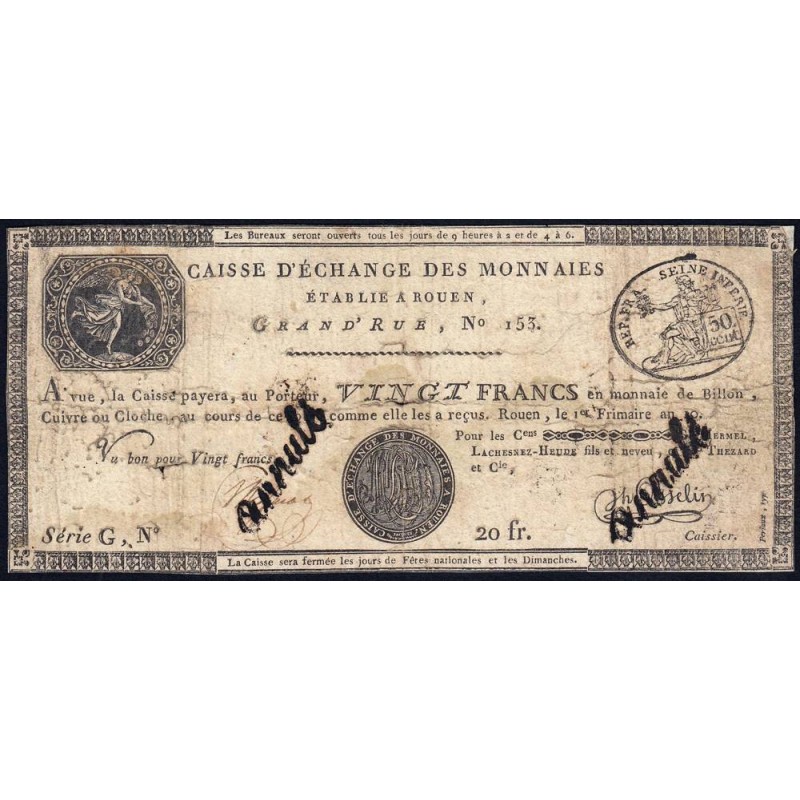 Les Bureaux seront ouverts tous les jours de 9 heures à 2 et de 4 à 6.
CAISSE D'ÉCHANGE DES MONNAIES
ÉTABLIE A ROUEN,
GRAND'RUE, No 153.
REP. FRA. SEINE INFERIE
50.
A vue, la Caisse payera, au Porteur, VINGT FRANCS en monnaie de Billon,
Cuivre ou Cloche, au cours de ce comme elle les a reçus. Rouen, le 1er Frimaire an 10.
Pour les Cens
Vu bon pour Vingt francs
LACHESNEZ-HEUDE fils et neveu, THEZARD
et Cie,
annulé
annulé
CAISSE D'ÉCHANGE DES MONNAIES A ROUEN
Série G, No
20 fr.
Caissier.
La Caisse sera fermée les jours de Fêtes nationales et les Dimanches.